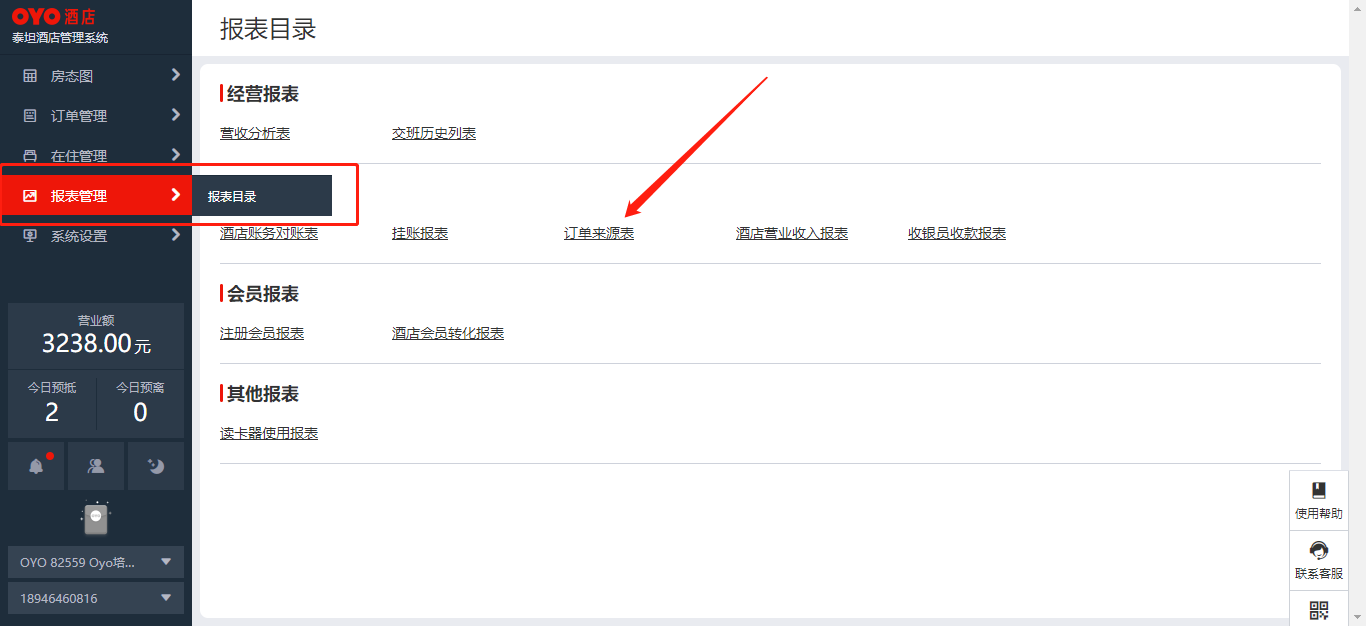 OYO 酒店
泰坦酒店管理系统
房态图
订单管理
在住管理
报表管理
系统设置
报表目录
营业额
3238.00元
今日预抵
今日预离
2
0
OYO 82559 Oyo培...
18946460816
报表目录
经营报表
营收分析表
交班历史列表
酒店账务对账表
挂账报表
订单来源表
酒店营业收入报表
收银员收款报表
会员报表
注册会员报表
酒店会员转化报表
其他报表
读卡器使用报表
使用帮助
联系客服